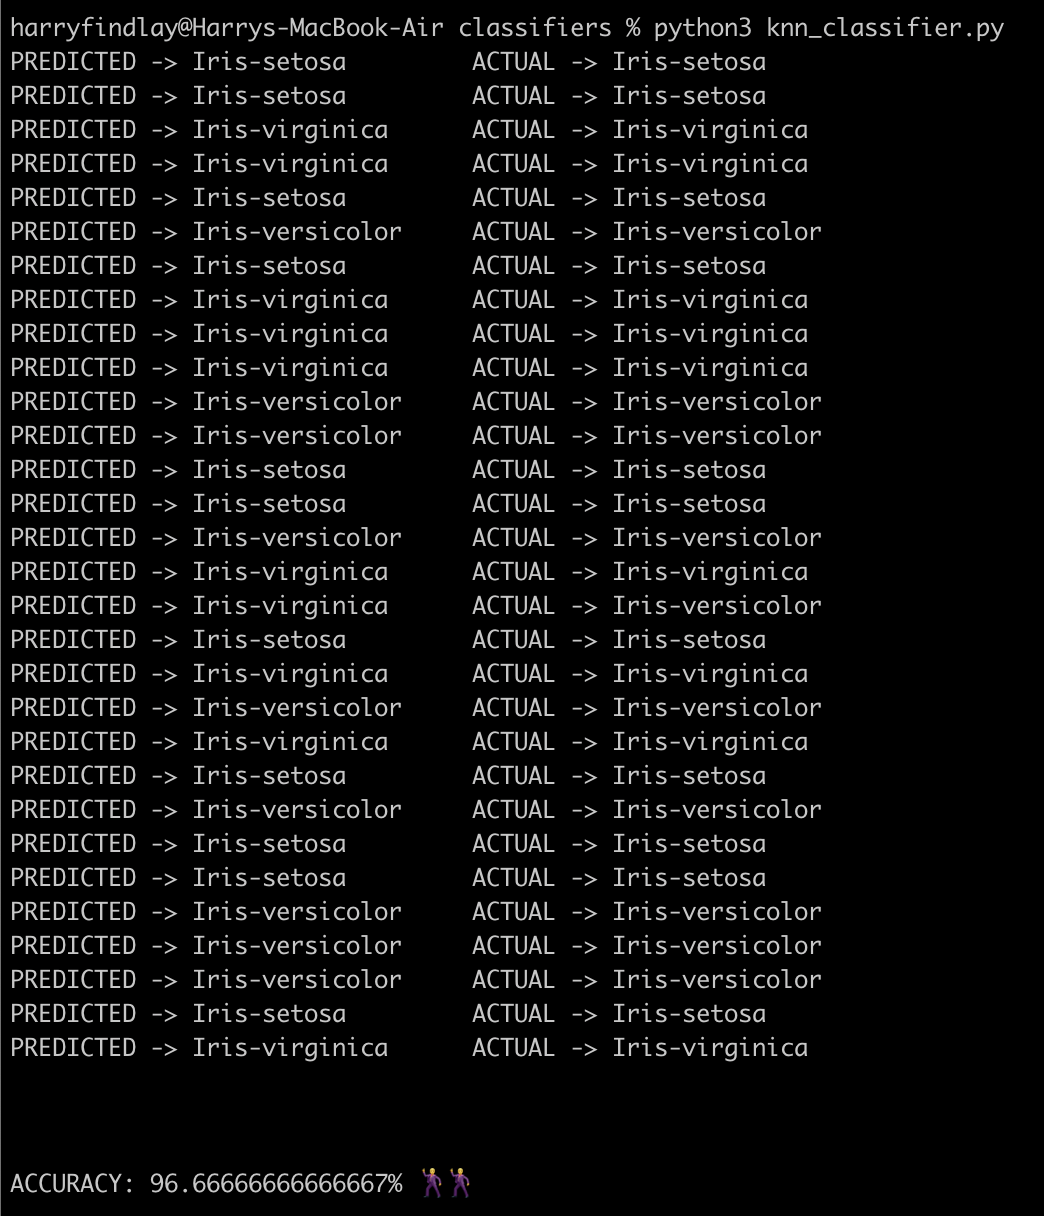 harryfindlay@Harrys-MacBook-Air classifiers % python3 knn_classifier.py
PREDICTED -> Iris-setosa         ACTUAL -> Iris-setosa
PREDICTED -> Iris-setosa         ACTUAL -> Iris-setosa
PREDICTED -> Iris-virginica      ACTUAL -> Iris-virginica
PREDICTED -> Iris-virginica      ACTUAL -> Iris-virginica
PREDICTED -> Iris-setosa         ACTUAL -> Iris-setosa
PREDICTED -> Iris-versicolor     ACTUAL -> Iris-versicolor
PREDICTED -> Iris-setosa         ACTUAL -> Iris-setosa
PREDICTED -> Iris-virginica      ACTUAL -> Iris-virginica
PREDICTED -> Iris-virginica      ACTUAL -> Iris-virginica
PREDICTED -> Iris-virginica      ACTUAL -> Iris-virginica
PREDICTED -> Iris-versicolor     ACTUAL -> Iris-versicolor
PREDICTED -> Iris-versicolor     ACTUAL -> Iris-versicolor
PREDICTED -> Iris-setosa         ACTUAL -> Iris-setosa
PREDICTED -> Iris-setosa         ACTUAL -> Iris-setosa
PREDICTED -> Iris-versicolor     ACTUAL -> Iris-versicolor
PREDICTED -> Iris-virginica      ACTUAL -> Iris-virginica
PREDICTED -> Iris-virginica      ACTUAL -> Iris-versicolor
PREDICTED -> Iris-setosa         ACTUAL -> Iris-setosa
PREDICTED -> Iris-virginica      ACTUAL -> Iris-virginica
PREDICTED -> Iris-versicolor     ACTUAL -> Iris-versicolor
PREDICTED -> Iris-virginica      ACTUAL -> Iris-virginica
PREDICTED -> Iris-setosa         ACTUAL -> Iris-setosa
PREDICTED -> Iris-versicolor     ACTUAL -> Iris-versicolor
PREDICTED -> Iris-setosa         ACTUAL -> Iris-setosa
PREDICTED -> Iris-setosa         ACTUAL -> Iris-setosa
PREDICTED -> Iris-versicolor     ACTUAL -> Iris-versicolor
PREDICTED -> Iris-versicolor     ACTUAL -> Iris-versicolor
PREDICTED -> Iris-versicolor     ACTUAL -> Iris-versicolor
PREDICTED -> Iris-setosa         ACTUAL -> Iris-setosa
PREDICTED -> Iris-virginica      ACTUAL -> Iris-virginica
ACCURACY: 96.66666666666667% 🕺🕺